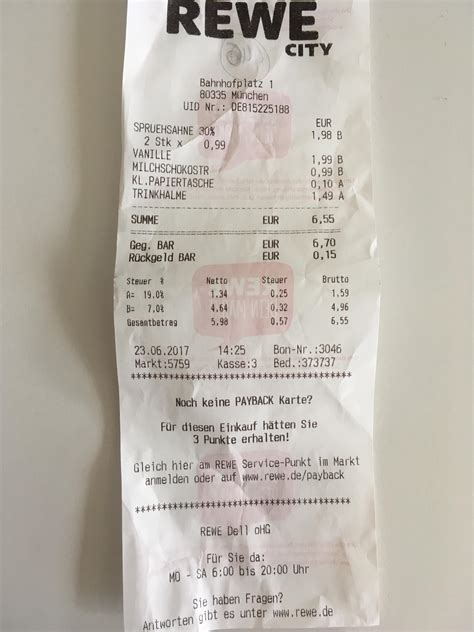 REWE
CITY
Bahnhofplatz 1
80335 München
UID Nr.: DE815225188
EUR
SPRUEHSAHNE 30% 1,98 B
2 Stk x 0,99
VANILLE 1,99 B
MILCHSCHOKOSTR 0,99 B
KL.PAPIERTASCHE 0,10 A
TRINKHALME 1,49 A
SUMME EUR 6,55
Geg. BAR EUR 6,70
Rückgeld BAR EUR 0,15
Steuer % Netto Steuer Brutto
A= 19,0% 1,34 0,25 1,59
B= 7,0% 4,64 0,32 4,96
Gesamtbetrag 5,98 0,57 6,55
23.06.2017 14:25 Bon-Nr.:3046
Markt:5759 Kasse:3 Bed.:373737
****************************************
Noch keine PAYBACK Karte?
Für diesen Einkauf hätten Sie
3 Punkte erhalten!
Gleich hier am REWE Service-Punkt im Markt
anmelden oder auf www.rewe.de/payback
****************************************
REWE Dell oHG
Für Sie da:
MO - SA 6:00 bis 20:00 Uhr
Sie haben Fragen?
Antworten gibt es unter www.rewe.de